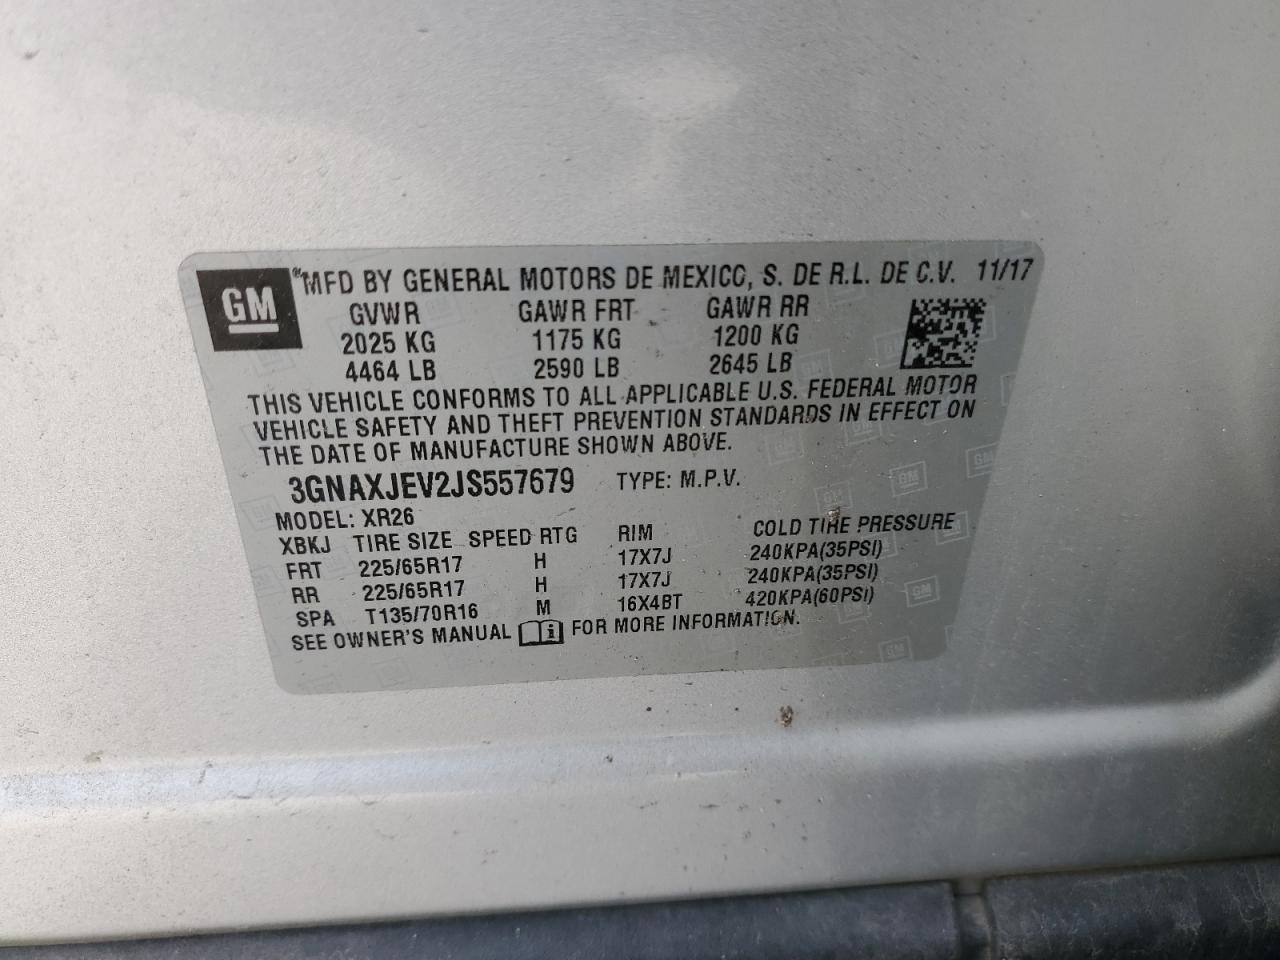 GM
MFD BY GENERAL MOTORS DE MEXICO, S. DE R.L. DE C.V. 11/17
GVWR GAWR FRT GAWR RR
2025 KG 1175 KG 1200 KG
4464 LB 2590 LB 2645 LB
THIS VEHICLE CONFORMS TO ALL APPLICABLE U.S. FEDERAL MOTOR
VEHICLE SAFETY AND THEFT PREVENTION STANDARDS IN EFFECT ON
THE DATE OF MANUFACTURE SHOWN ABOVE.
3GNAXJEV2JS557679 TYPE: M.P.V.
MODEL: XR26
XBKJ TIRE SIZE SPEED RTG RIM COLD TIRE PRESSURE
FRT 225/65R17 H 17X7J 240KPA(35PSI)
RR 225/65R17 H 17X7J 240KPA(35PSI)
SPA T135/70R16 M 16X4BT 420KPA(60PSI)
SEE OWNER'S MANUAL i FOR MORE INFORMATION.